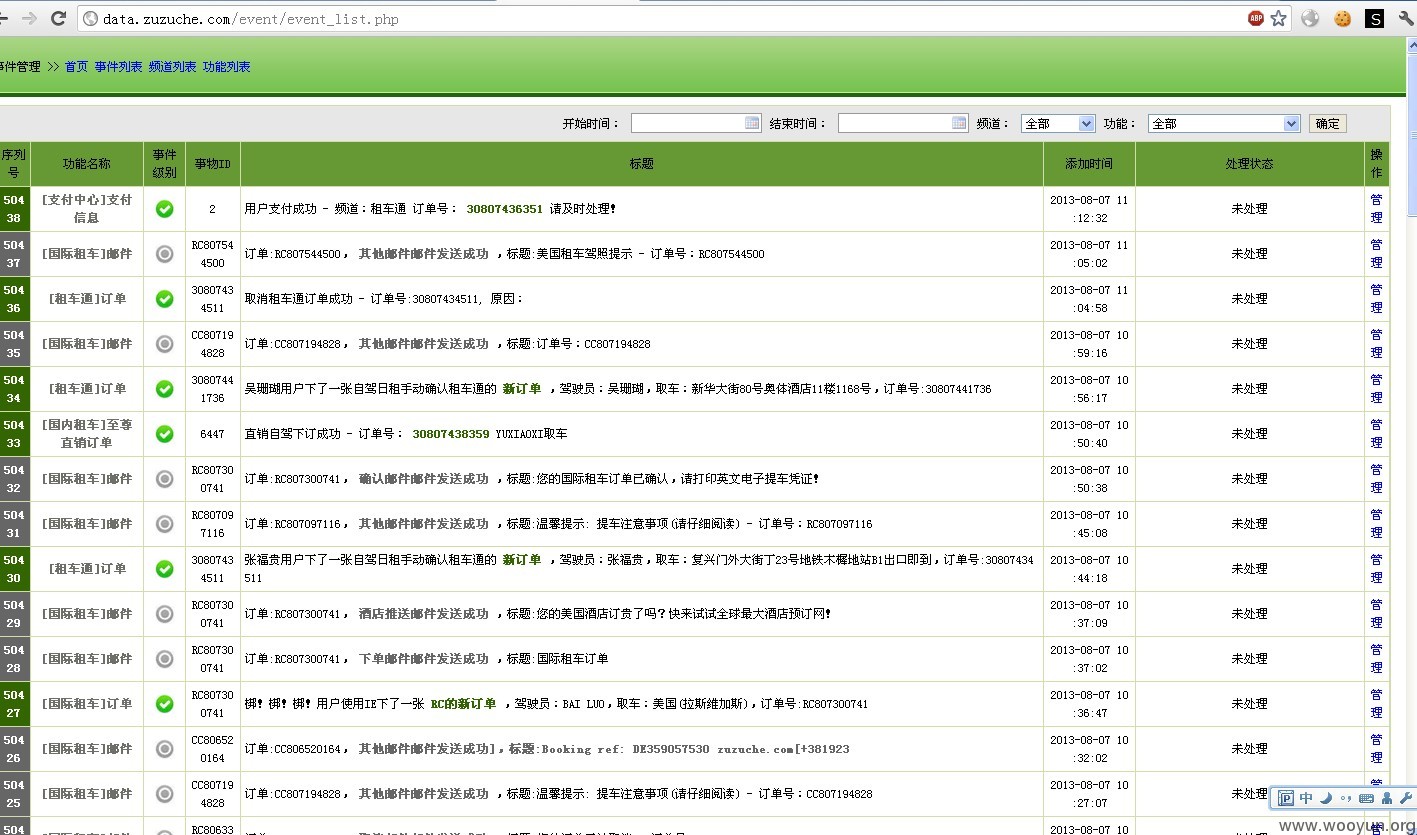 data.zuzuche.com/event/event_list.php
ABP
S
事件管理 >> 首页 事件列表 频道列表 功能列表
开始时间： 结束时间： 频道： 全部 功能： 全部 确定
序列号 功能名称 事件级别 事物ID 标题 添加时间 处理状态 操作
50438 [支付中心]支付信息 2 用户支付成功 - 频道：租车通 订单号： 30807436351 请及时处理! 2013-08-07 11:12:32 未处理 管理
50437 [国际租车]邮件 RC807544500 订单:RC807544500， 其他邮件邮件发送成功 ，标题:美国租车驾照提示 - 订单号：RC807544500 2013-08-07 11:05:02 未处理 管理
50436 [租车通]订单 30807434511 取消租车通订单成功 - 订单号:30807434511, 原因： 2013-08-07 11:04:58 未处理 管理
50435 [国际租车]邮件 CC807194828 订单:CC807194828， 其他邮件邮件发送成功 ，标题:订单号：CC807194828 2013-08-07 10:59:16 未处理 管理
50434 [租车通]订单 30807441736 吴珊瑚用户下了一张自驾日租手动确认租车通的 新订单 ，驾驶员：吴珊瑚，取车：新华大街80号奥体酒店11楼1168号，订单号:30807441736 2013-08-07 10:56:17 未处理 管理
50433 [国内租车]至尊直销订单 6447 直销自驾下订成功 - 订单号： 30807438359 YUXIAOXI取车 2013-08-07 10:50:40 未处理 管理
50432 [国际租车]邮件 RC807300741 订单:RC807300741， 确认邮件邮件发送成功 ，标题:您的国际租车订单已确认，请打印英文电子提车凭证! 2013-08-07 10:50:38 未处理 管理
50431 [国际租车]邮件 RC807097116 订单:RC807097116， 其他邮件邮件发送成功 ，标题:温馨提示: 提车注意事项(请仔细阅读) - 订单号：RC807097116 2013-08-07 10:45:08 未处理 管理
50430 [租车通]订单 30807434511 张福贵用户下了一张自驾日租手动确认租车通的 新订单 ，驾驶员：张福贵，取车：复兴门外大街丁23号地铁木樨地站B1出口即到，订单号:30807434511 2013-08-07 10:44:18 未处理 管理
50429 [国际租车]邮件 RC807300741 订单:RC807300741， 酒店推送邮件发送成功 ，标题:您的美国酒店订贵了吗？快来试试全球最大酒店预订网! 2013-08-07 10:37:09 未处理 管理
50428 [国际租车]邮件 RC807300741 订单:RC807300741， 下单邮件邮件发送成功 ，标题:国际租车订单 2013-08-07 10:37:02 未处理 管理
50427 [国际租车]订单 RC807300741 梆! 梆! 梆! 用户使用IE下了一张 RC的新订单 ，驾驶员：BAI LUO，取车：美国(拉斯维加斯)，订单号:RC807300741 2013-08-07 10:36:47 未处理 管理
50426 [国际租车]邮件 CC806520164 订单:CC806520164， 其他邮件邮件发送成功]，标题:Booking ref: DE359057530 zuzuche.com[+381923 2013-08-07 10:32:02 未处理 管理
50425 [国际租车]邮件 CC807194828 订单:CC807194828， 其他邮件邮件发送成功 ，标题:温馨提示: 提车注意事项(请仔细阅读) - 订单号：CC807194828 2013-08-07 10:27:07 未处理
504 RC80633 2013-08-07 10
中
www.wooyun.org